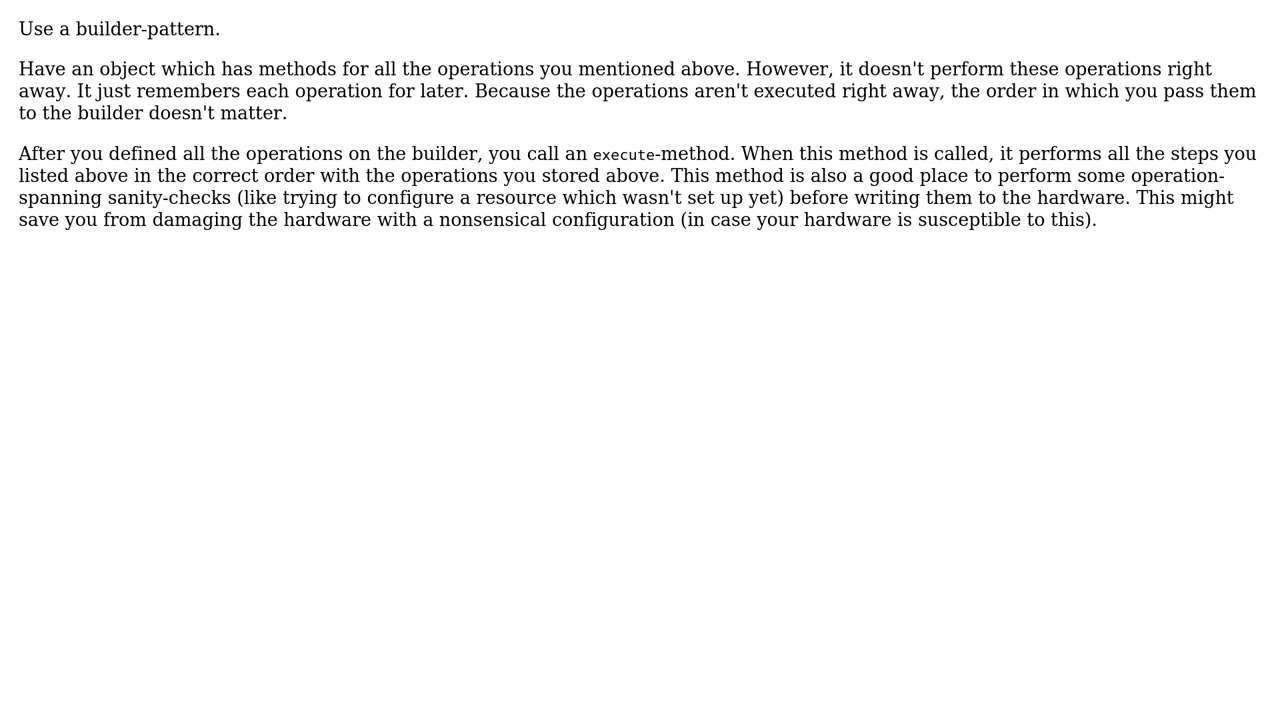 Use a builder-pattern.
Have an object which has methods for all the operations you mentioned above. However, it doesn't perform these operations right
away. It just remembers each operation for later. Because the operations aren't executed right away, the order in which you pass them
to the builder doesn't matter.
After you defined all the operations on the builder, you call an execute-method. When this method is called, it performs all the steps you
listed above in the correct order with the operations you stored above. This method is also a good place to perform some operation-
spanning sanity-checks (like trying to configure a resource which wasn't set up yet) before writing them to the hardware. This might
save you from damaging the hardware with a nonsensical configuration (in case your hardware is susceptible to this).